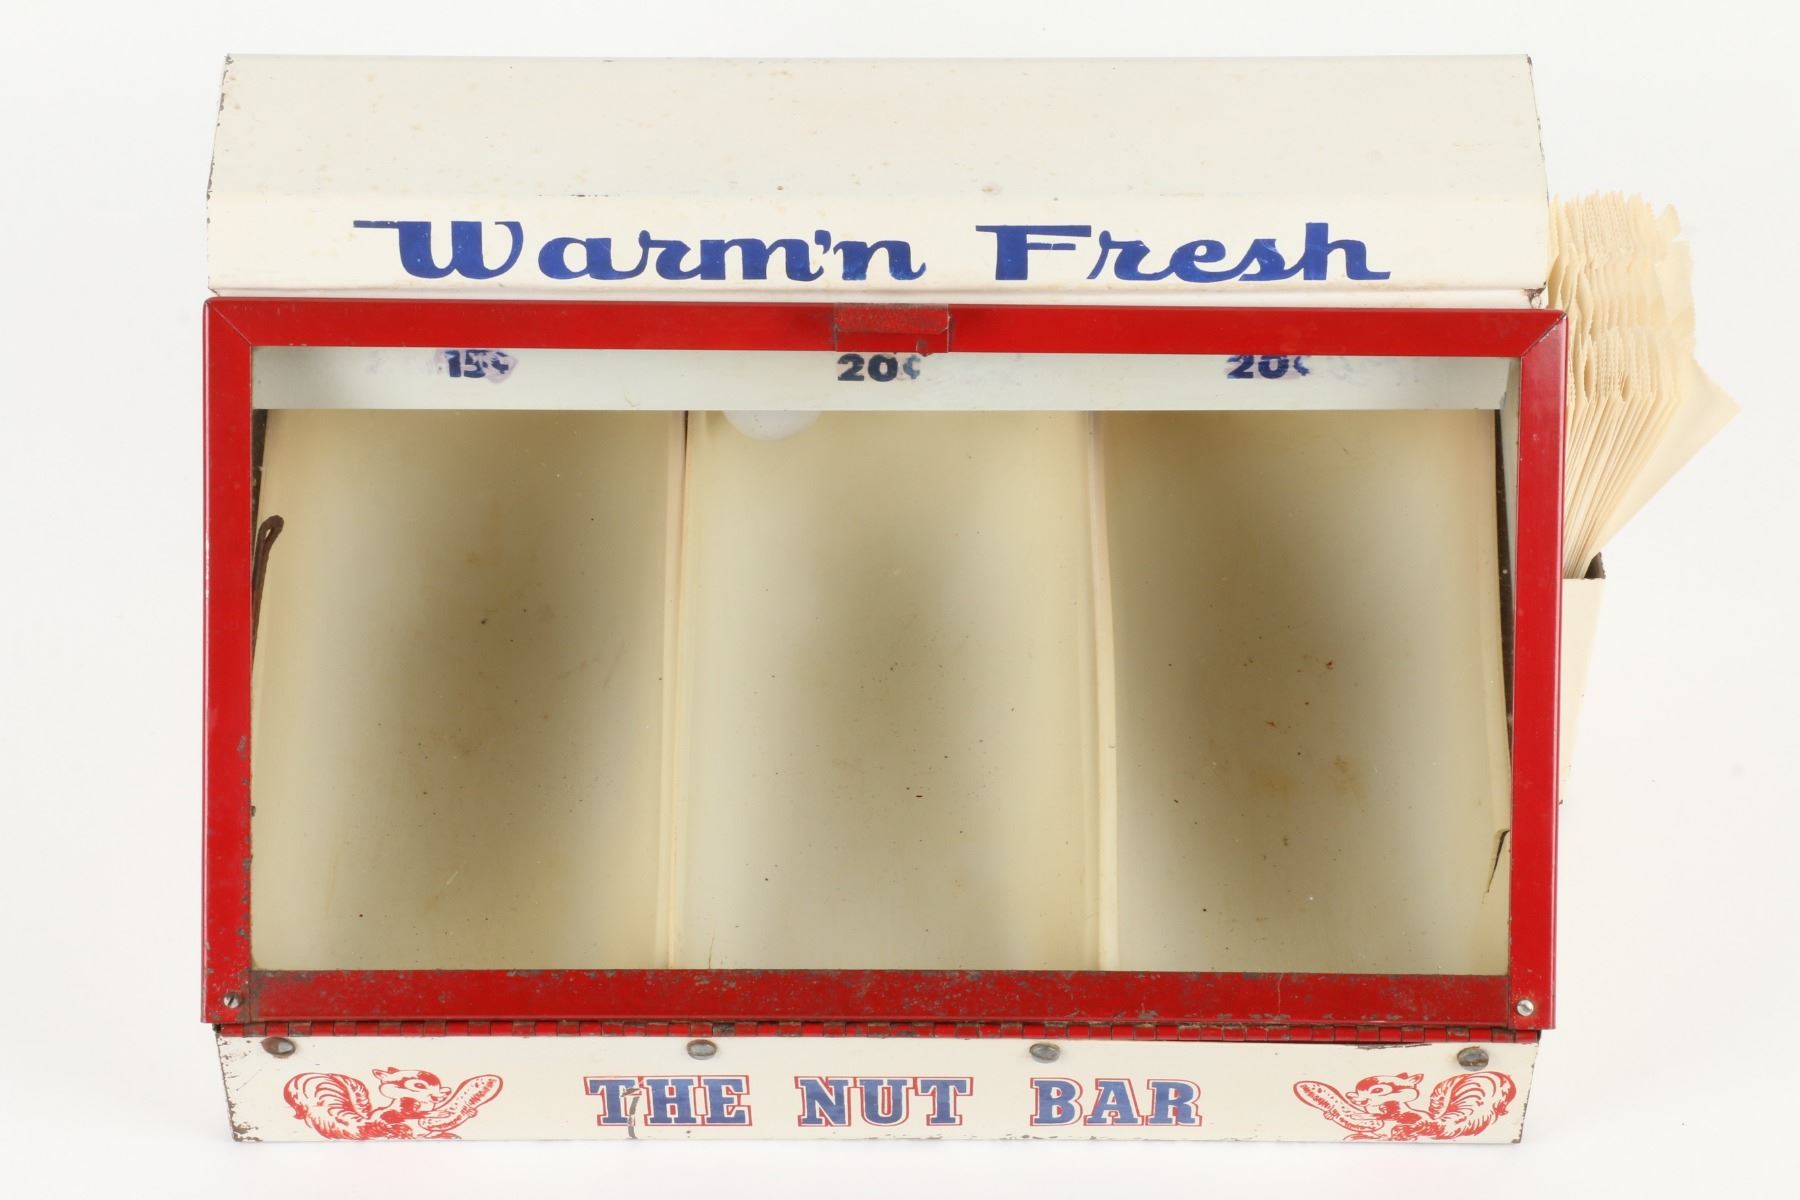 Warm'n Fresh
15¢ 20¢ 20¢
THE NUT BAR